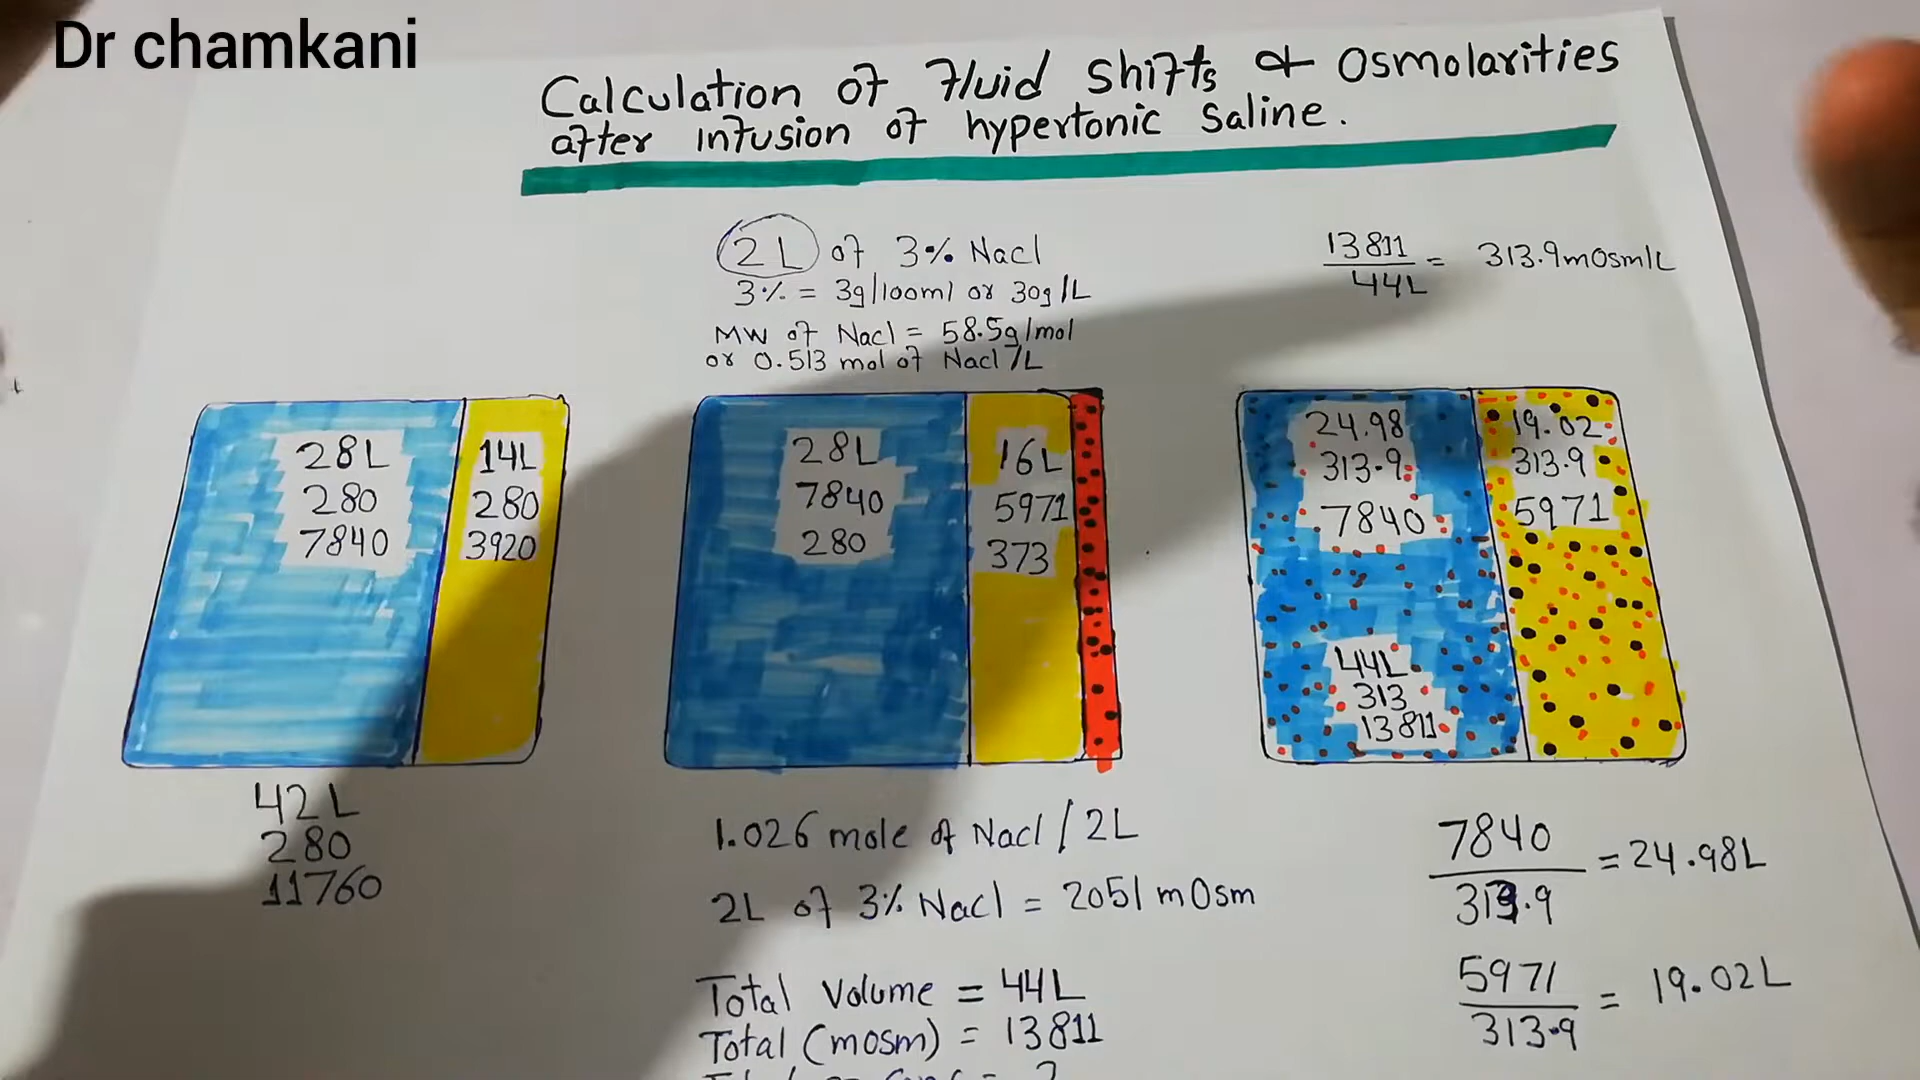 Dr chamkani
Calculation of Fluid Shifts & Osmolarities
after infusion of hypertonic Saline.
2 L of 3% Nacl
3% = 3g/100ml or 30g/L
MW of Nacl = 58.5g/mol
or 0.513 mol of Nacl/L
13811
44L
= 313.9mOsm/L
28L
280
7840
14L
280
3920
42L
280
11760
28L
7840
280
16L
5971
373
24.98
313.9
7840
19.02
313.9
5971
44L
313
13811
1.026 mole of Nacl / 2L
2L of 3% Nacl = 2051 mOsm
Total Volume = 44L
Total (mosm) = 13811
7840
313.9
= 24.98L
5971
313.9
= 19.02L